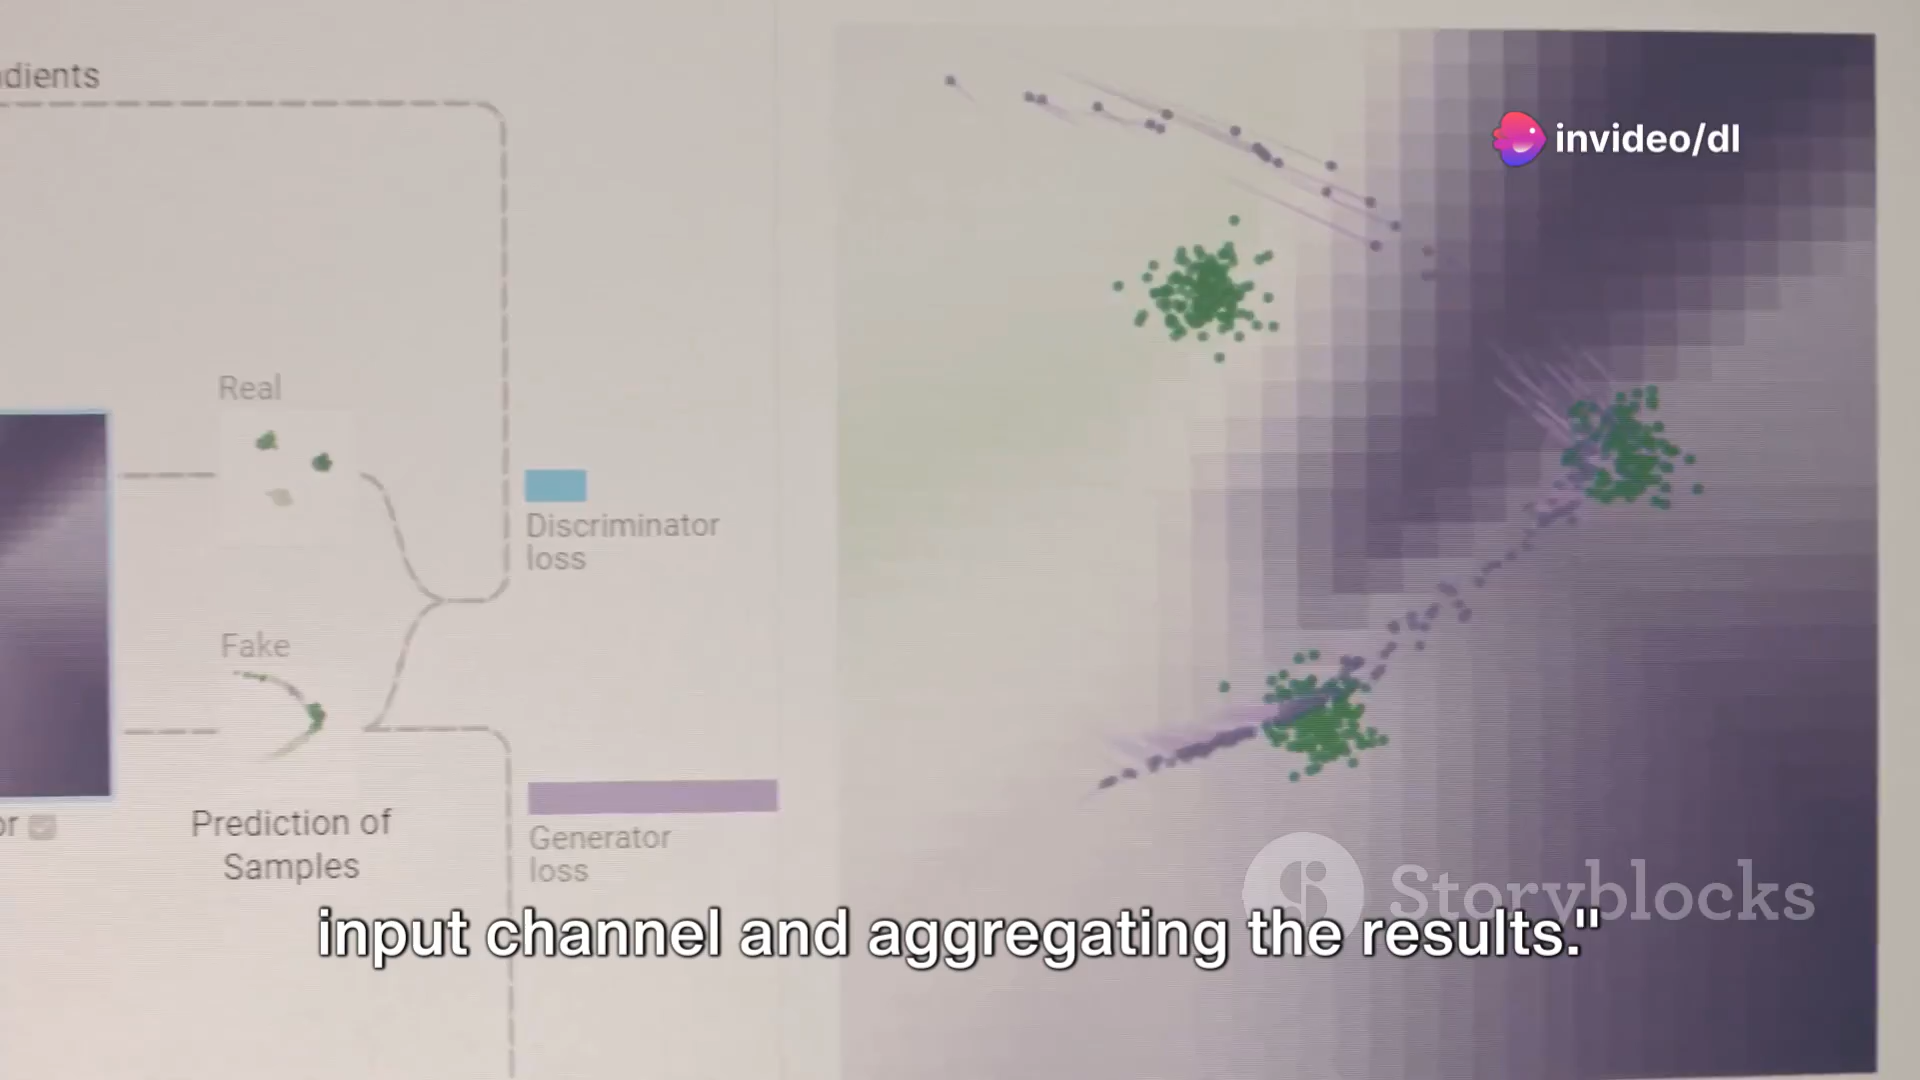 dients
invideo/dl
Real
Discriminator
loss
Fake
Prediction of
Samples
or
Generator
loss
Storyblocks
input channel and aggregating the results."